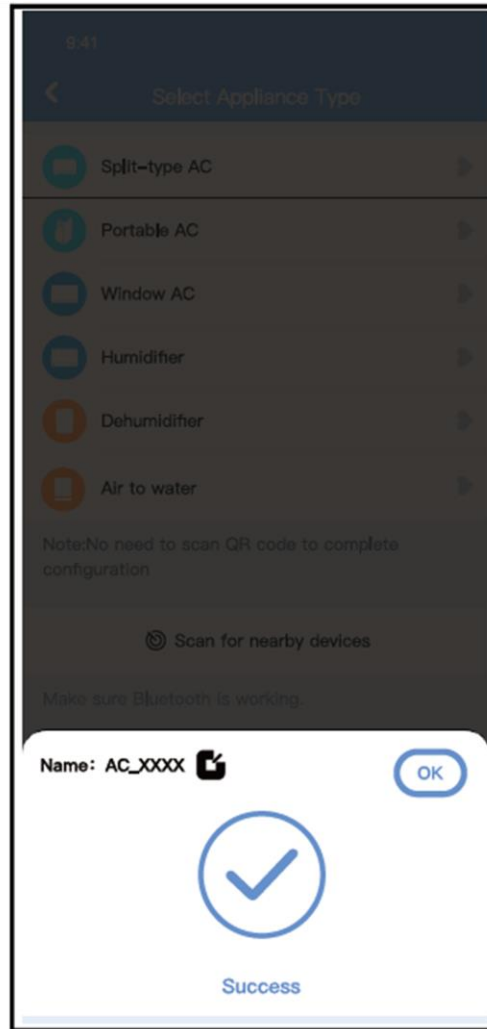 9:41
Select Appliance Type
Split-type AC
Portable AC
Window AC
Humidifier
Dehumidifier
Air to water
Note:No need to scan QR code to complete
configuration
Scan for nearby devices
Make sure Bluetooth is working.
Name: AC_XXXX
OK
Success